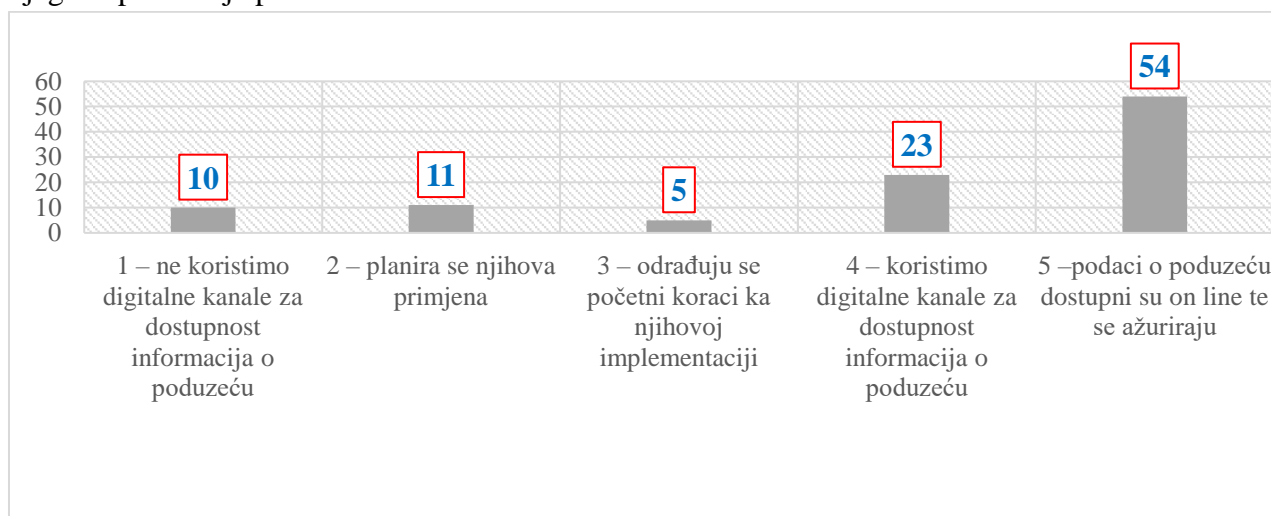 54
60
50
40
30
20
10
0
23
10
11
5
1 – ne koristimo
digitalne kanale za
dostupnost
informacija o
poduzeću
2 – planira se njihova
primjena
3 – odrađuju se
početni koraci ka
njihovoj
implementaciji
4 – koristimo
digitalne kanale za
dostupnost
informacija o
poduzeću
5 –podaci o poduzeću
dostupni su on line te
se ažuriraju